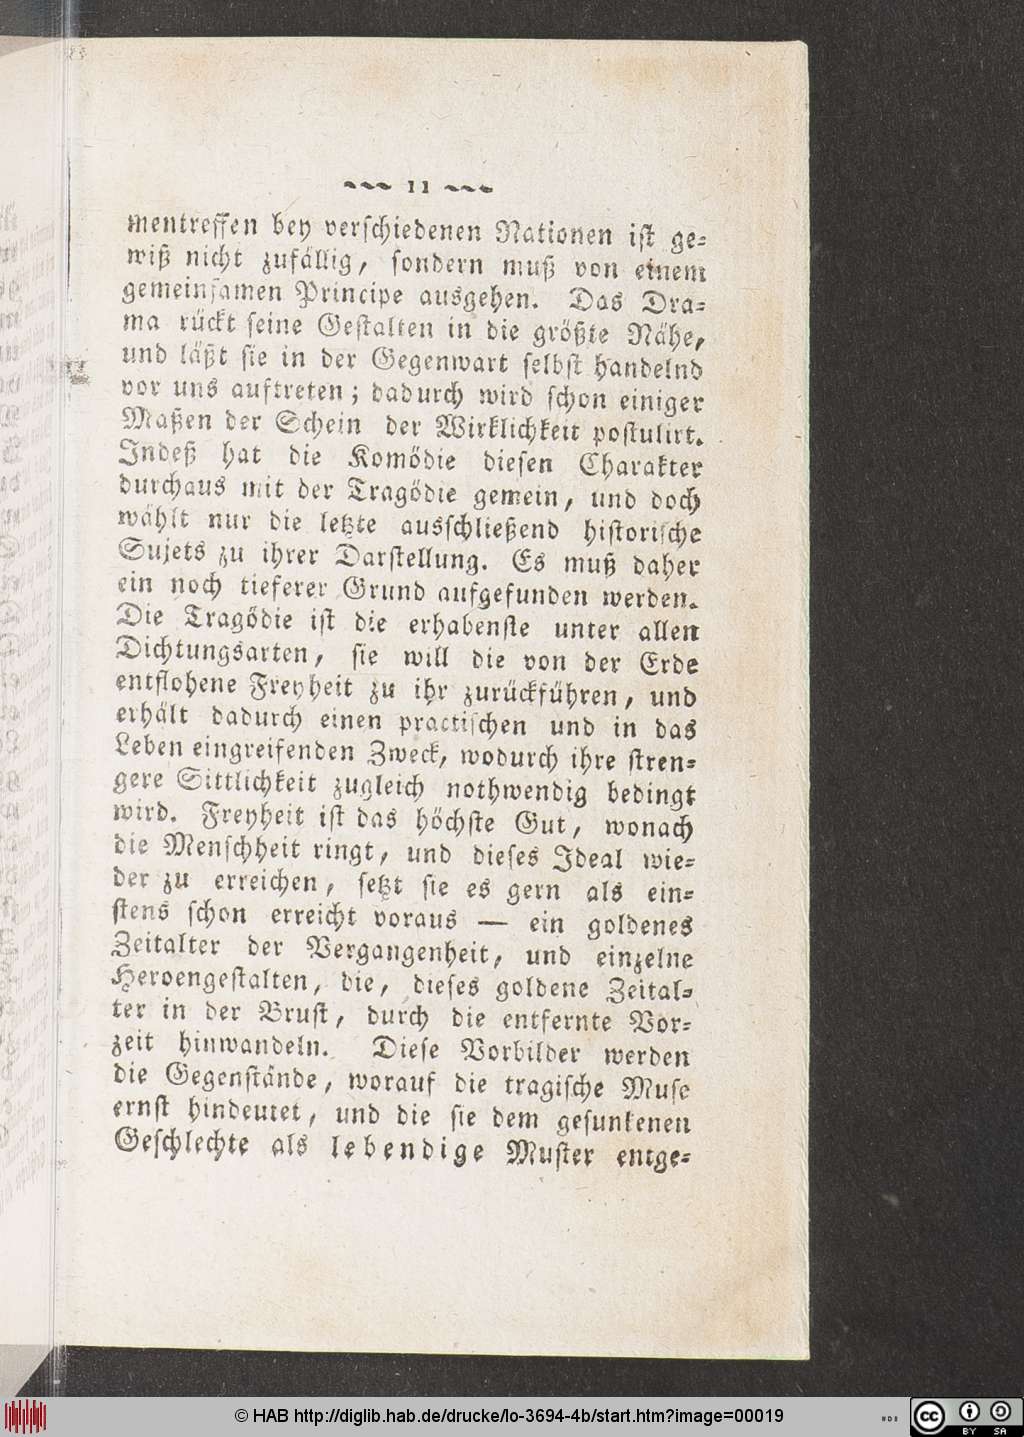 ~~~ 11 ~~~
mentreffen bey verschiedenen Nationen ist ge-
wiß nicht zufällig, sondern muß von einem
gemeinsamen Principe ausgehen. Das Dra-
ma rückt seine Gestalten in die größte Nähe,
und läßt sie in der Gegenwart selbst handelnd
vor uns auftreten; dadurch wird schon einiger
Maßen der Schein der Wirklichkeit postulirt.
Indeß hat die Komödie diesen Charakter
durchaus mit der Tragödie gemein, und doch
wählt nur die letzte ausschließend historische
Sujets zu ihrer Darstellung. Es muß daher
ein noch tieferer Grund aufgefunden werden.
Die Tragödie ist die erhabenste unter allen
Dichtungsarten, sie will die von der Erde
entflohene Freyheit zu ihr zurückführen, und
erhält dadurch einen practischen und in das
Leben eingreifenden Zweck, wodurch ihre stren-
gere Sittlichkeit zugleich nothwendig bedingt
wird. Freyheit ist das höchste Gut, wonach
die Menschheit ringt, und dieses Ideal wie-
der zu erreichen, setzt sie es gern als ein-
stens schon erreicht voraus — ein goldenes
Zeitalter der Vergangenheit, und einzelne
Heroengestalten, die, dieses goldene Zeital-
ter in der Brust, durch die entfernte Vor-
zeit hinwandeln. Diese Vorbilder werden
die Gegenstände, worauf die tragische Muse
ernst hindeutet, und die sie dem gesunkenen
Geschlechte als lebendige Muster entge-
© HAB http://diglib.hab.de/drucke/lo-3694-4b/start.htm?image=00019
cc BY SA